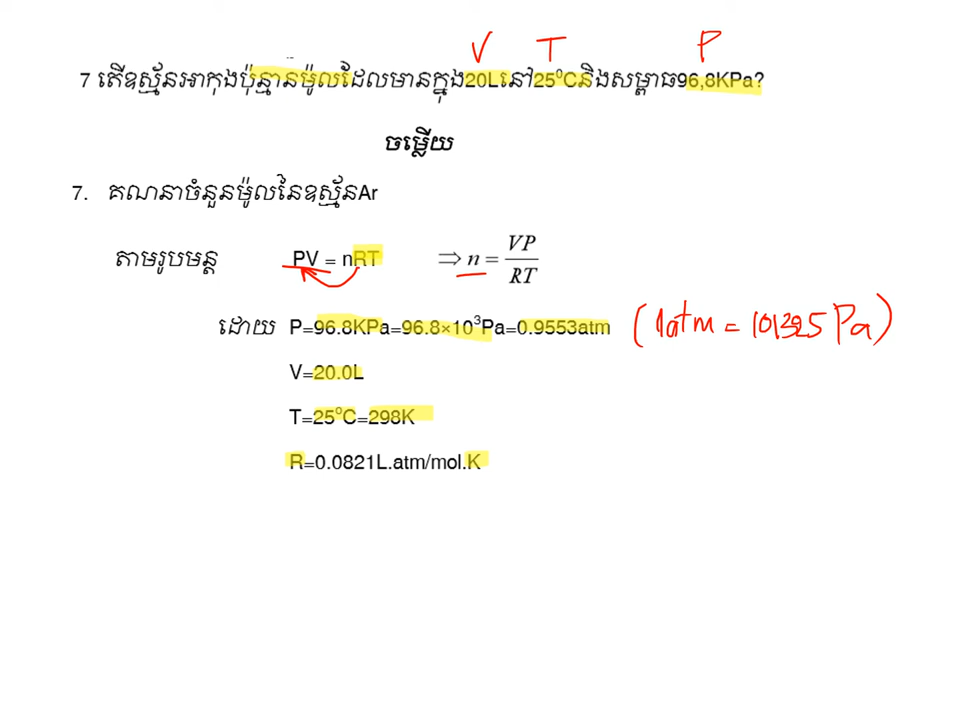 V T P
7 តើឧស្ម័នអាកុងប៉ុន្មានម៉ូលដែលមានក្នុង20Lនៅ25⁰Cនិងសម្ពាធ96,8KPa?
ចម្លើយ
7. គណនាចំនួនម៉ូលនៃឧស្ម័នAr
តាមរូបមន្ត PV = nRT ⇒ n = VP / RT
ដោយ P=96.8KPa=96.8×10³Pa=0.9553atm (1atm = 101325 Pa)
V=20.0L
T=25⁰C=298K
R=0.0821L.atm/mol.K